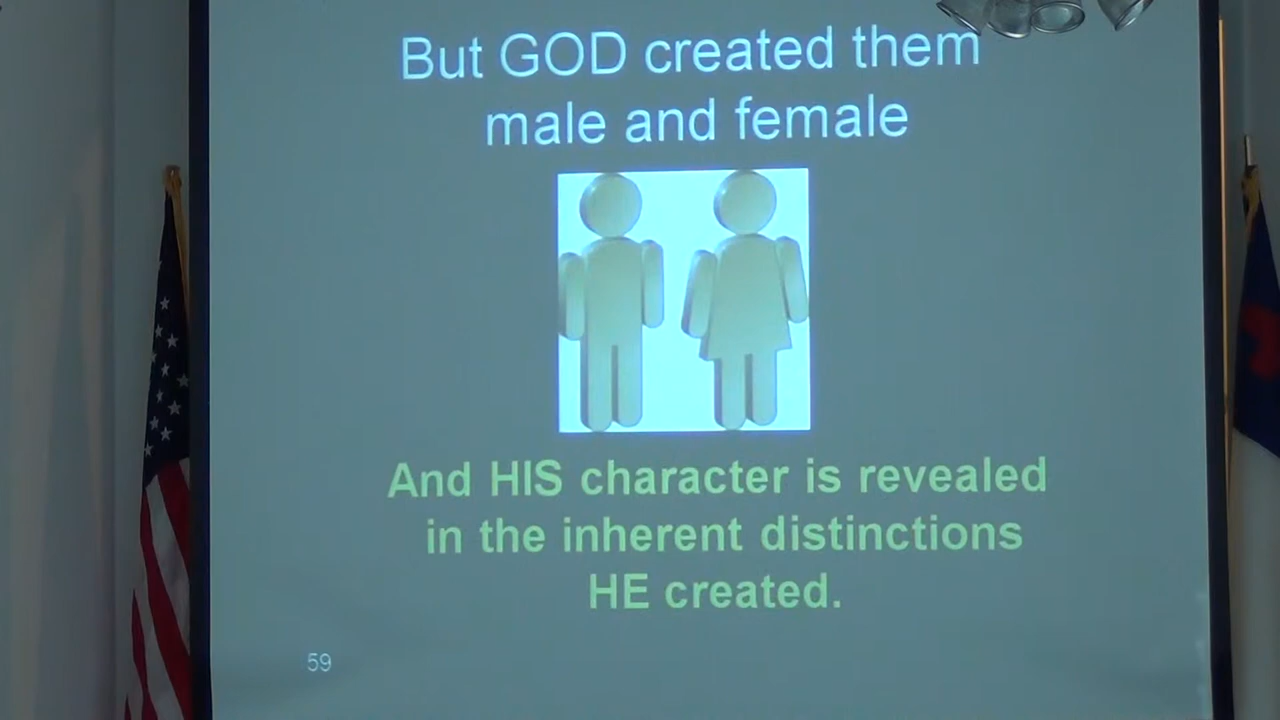 But GOD created them
male and female
And HIS character is revealed
in the inherent distinctions
HE created.
59